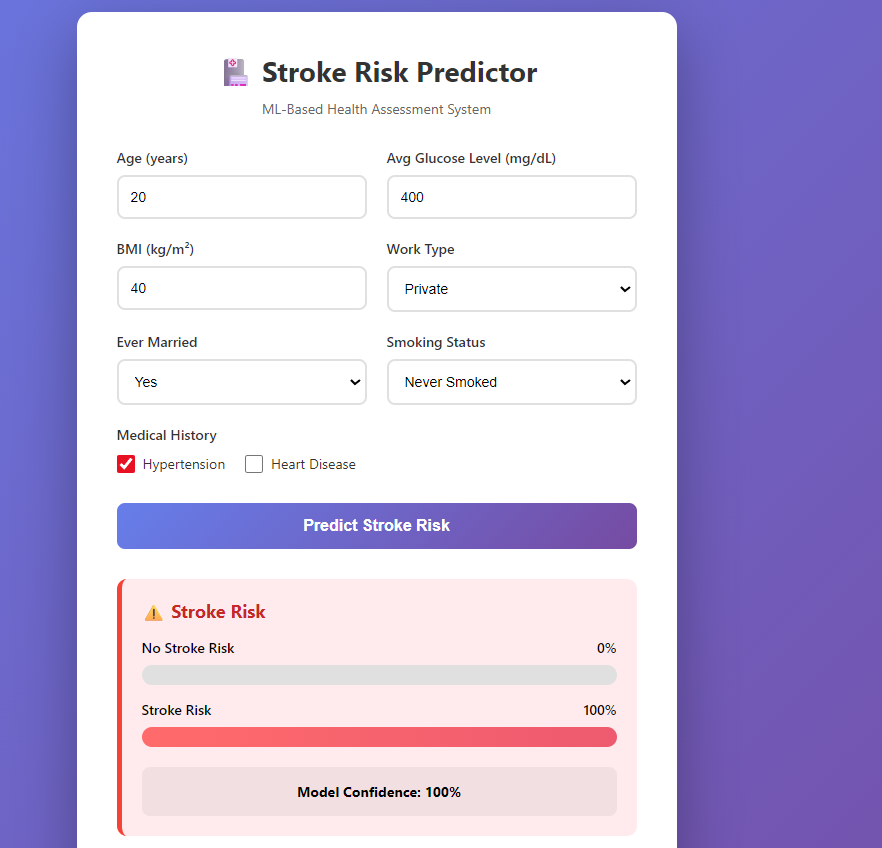 Stroke Risk Predictor
ML-Based Health Assessment System
Age (years)
20
Avg Glucose Level (mg/dL)
400
BMI (kg/m²)
40
Work Type
Private
Ever Married
Yes
Smoking Status
Never Smoked
Medical History
Hypertension
Heart Disease
Predict Stroke Risk
Stroke Risk
No Stroke Risk 0%
Stroke Risk 100%
Model Confidence: 100%